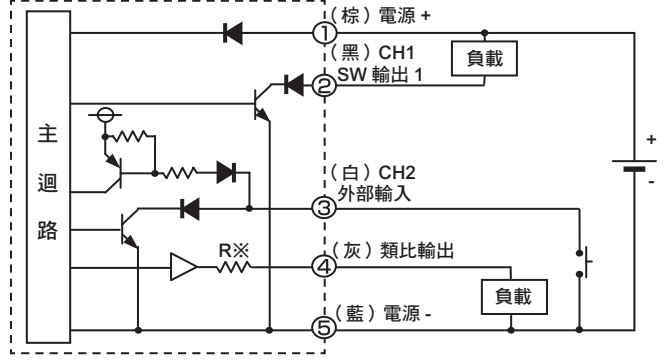 (棕)電源 +
①
(黑)CH1
負載
② SW 輸出 1
主
迴
路
+
-
(白)CH2
③ 外部輸入
R※
(灰)類比輸出
④
負載
(藍)電源 -
⑤